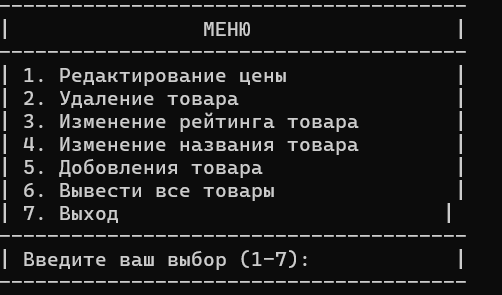 МЕНЮ
1. Редактирование цены
2. Удаление товара
3. Изменение рейтинга товара
4. Изменение названия товара
5. Добовления товара
6. Вывести все товары
7. Выход
Введите ваш выбор (1-7):